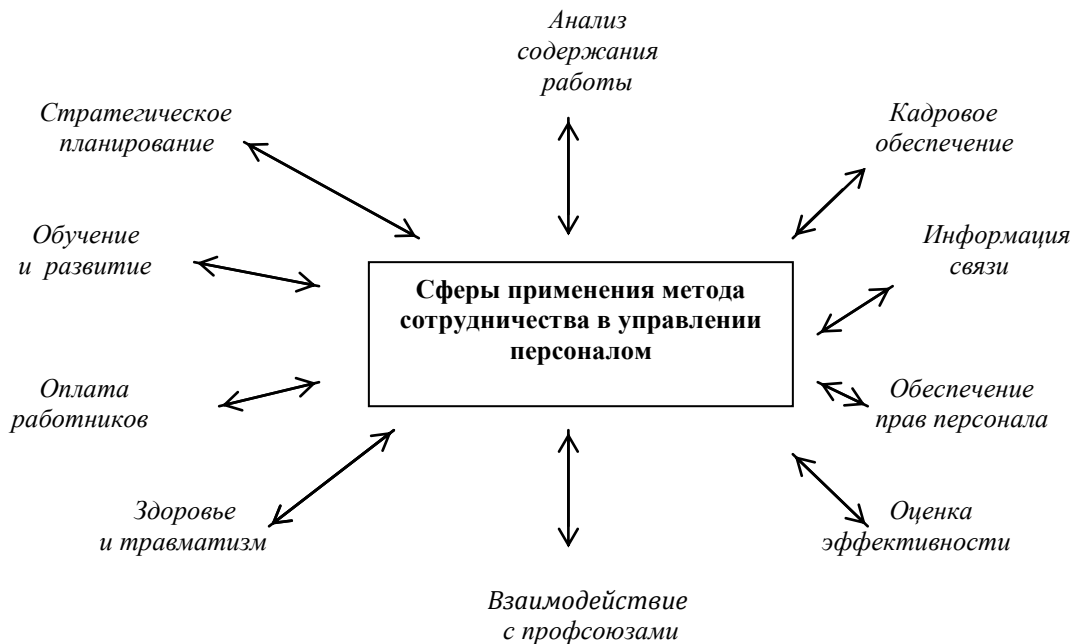 Анализ
содержания
работы
Стратегическое
планирование
Кадровое
обеспечение
Обучение
и развитие
Информация
связи
Сферы применения метода
сотрудничества в управлении
персоналом
Оплата
работников
Обеспечение
прав персонала
Здоровье
и травматизм
Оценка
эффективности
Взаимодействие
с профсоюзами